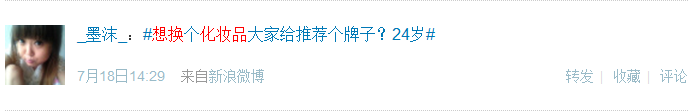 _墨沫_：#想换个化妆品大家给推荐个牌子？24岁#
7月18日14:29 来自新浪微博 转发 | 收藏 | 评论